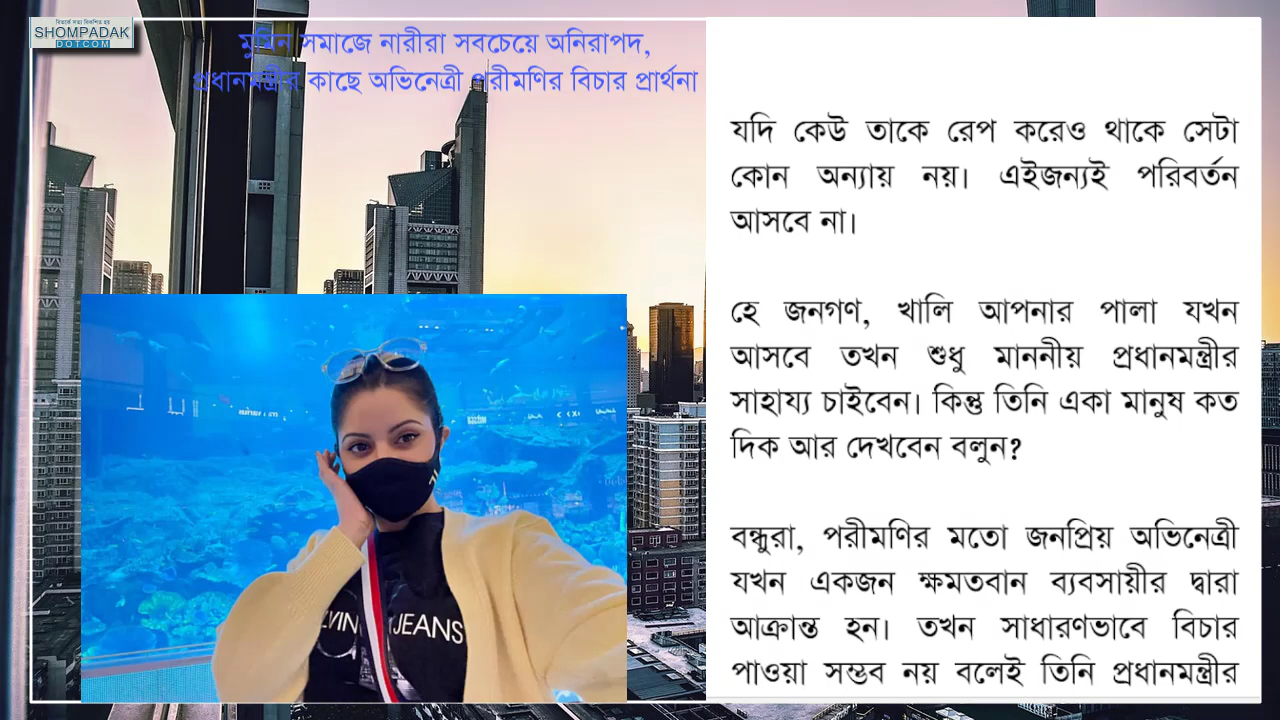 SHOMPADAK
DOTCOM
মুমিন সমাজে নারীরা সবচেয়ে অনিরাপদ,
প্রধানমন্ত্রীর কাছে অভিনেত্রী পরীমণির বিচার প্রার্থনা
যদি কেউ তাকে রেপ করেও থাকে সেটা
কোন অন্যায় নয়। এইজন্যই পরিবর্তন
আসবে না।
হে জনগণ, খালি আপনার পালা যখন
আসবে তখন শুধু মাননীয় প্রধানমন্ত্রীর
সাহায্য চাইবেন। কিন্তু তিনি একা মানুষ কত
দিক আর দেখবেন বলুন?
বন্ধুরা, পরীমণির মতো জনপ্রিয় অভিনেত্রী
যখন একজন ক্ষমতবান ব্যবসায়ীর দ্বারা
আক্রান্ত হন। তখন সাধারণভাবে বিচার
পাওয়া সম্ভব নয় বলেই তিনি প্রধানমন্ত্রীর
JEANS